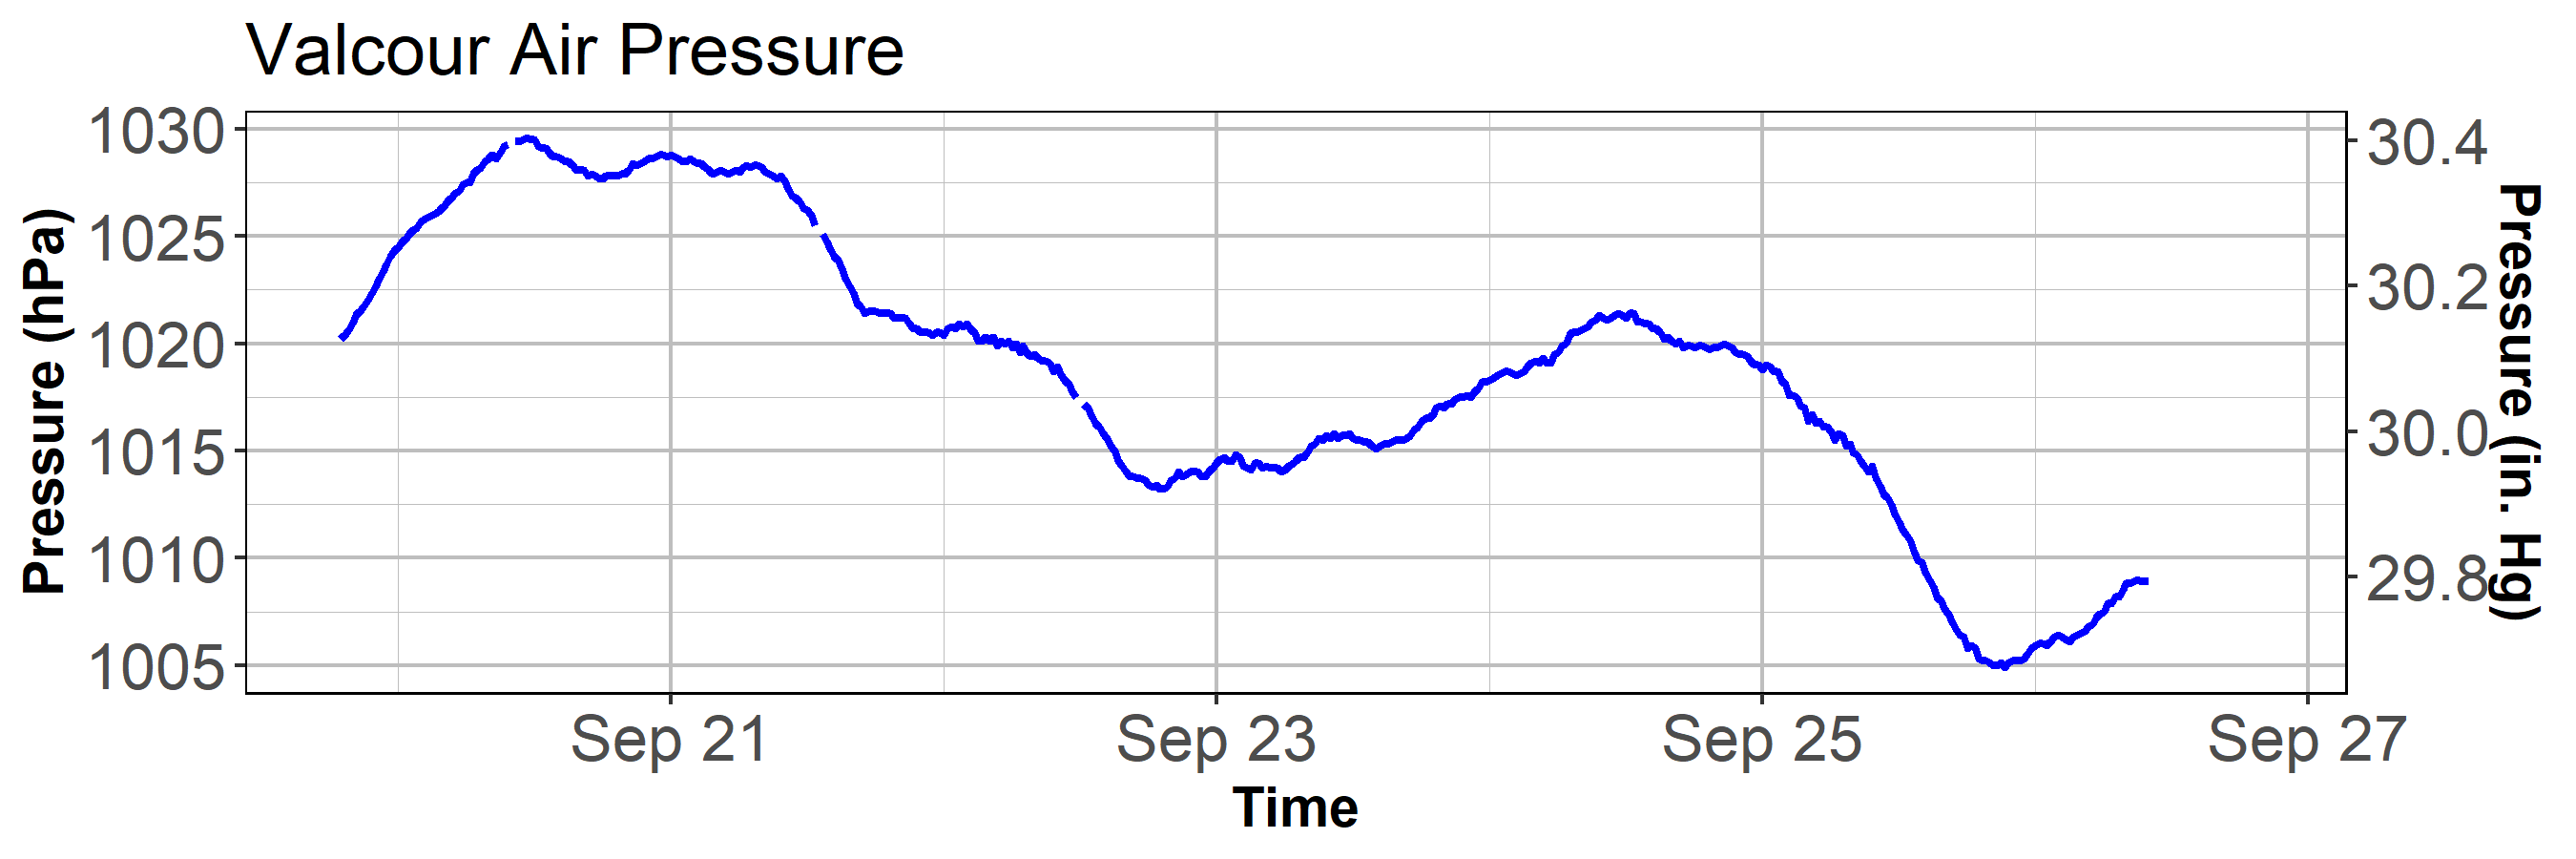 Valcour Air Pressure
1030
1025
1020
1015
1010
1005
Pressure (hPa)
30.4
30.2
30.0
29.8
Pressure (in. Hg)
Sep 21
Sep 23
Sep 25
Sep 27
Time